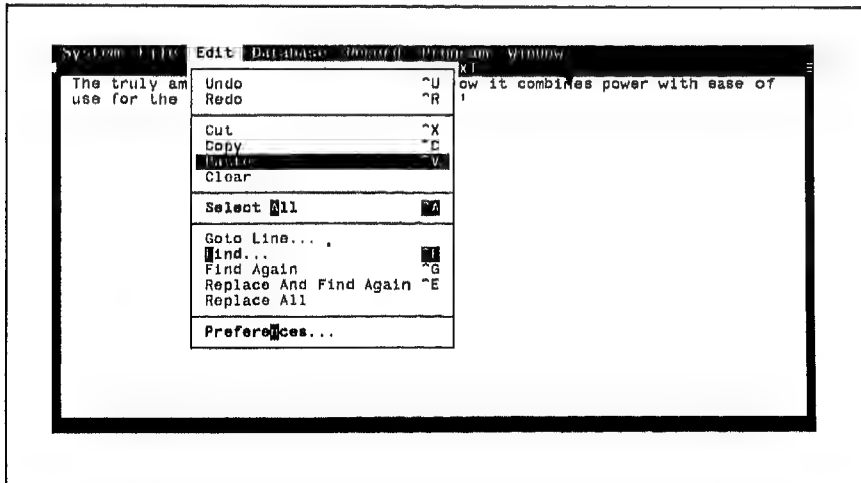 System File Edit Database Record Program Window
XT
The truly am ow it combines power with ease of
use for the '
Undo ^U
Redo ^R
Cut ^X
Copy ^C
Paste ^V
Clear
Select All ^A
Goto Line...
Find... ^F
Find Again ^G
Replace And Find Again ^E
Replace All
Preferences...